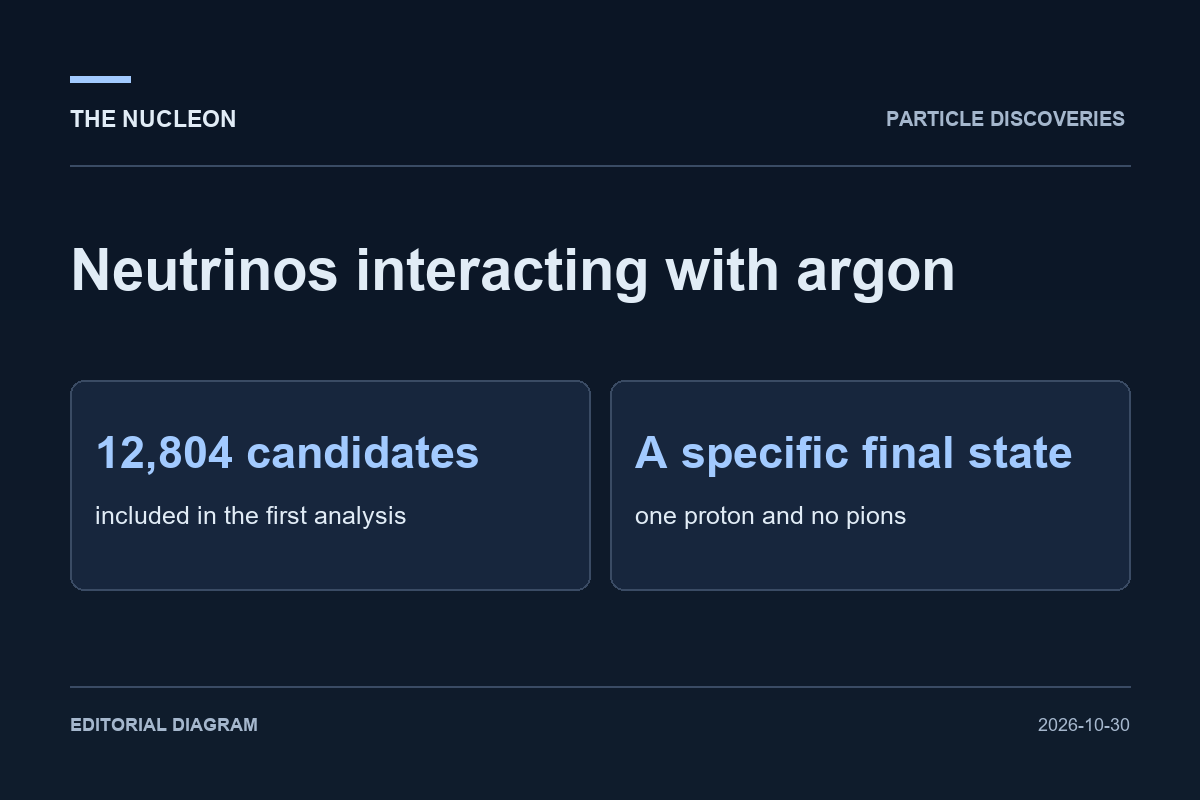 THE NUCLEON
PARTICLE DISCOVERIES
Neutrinos interacting with argon
12,804 candidates
included in the first analysis
A specific final state
one proton and no pions
EDITORIAL DIAGRAM
2026-10-30